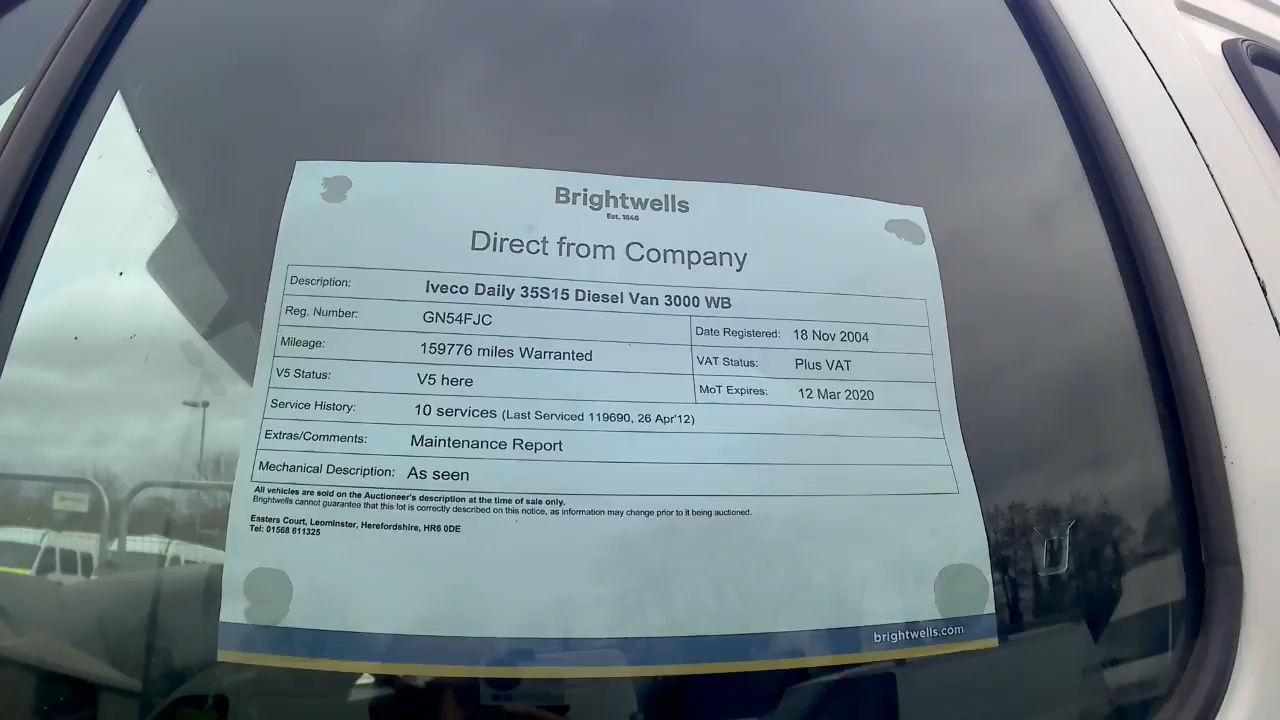 Brightwells
Est. 1846
Direct from Company
Description: Iveco Daily 35S15 Diesel Van 3000 WB
Reg. Number: GN54FJC Date Registered: 18 Nov 2004
Mileage: 159776 miles Warranted VAT Status: Plus VAT
V5 Status: V5 here MoT Expires: 12 Mar 2020
Service History: 10 services (Last Serviced 119690, 26 Apr'12)
Extras/Comments: Maintenance Report
Mechanical Description: As seen
All vehicles are sold on the Auctioneer's description at the time of sale only.
Brightwells cannot guarantee that this lot is correctly described on this notice, as information may change prior to it being auctioned.
Easters Court, Leominster, Herefordshire, HR6 0DE
Tel: 01568 611325
brightwells.com